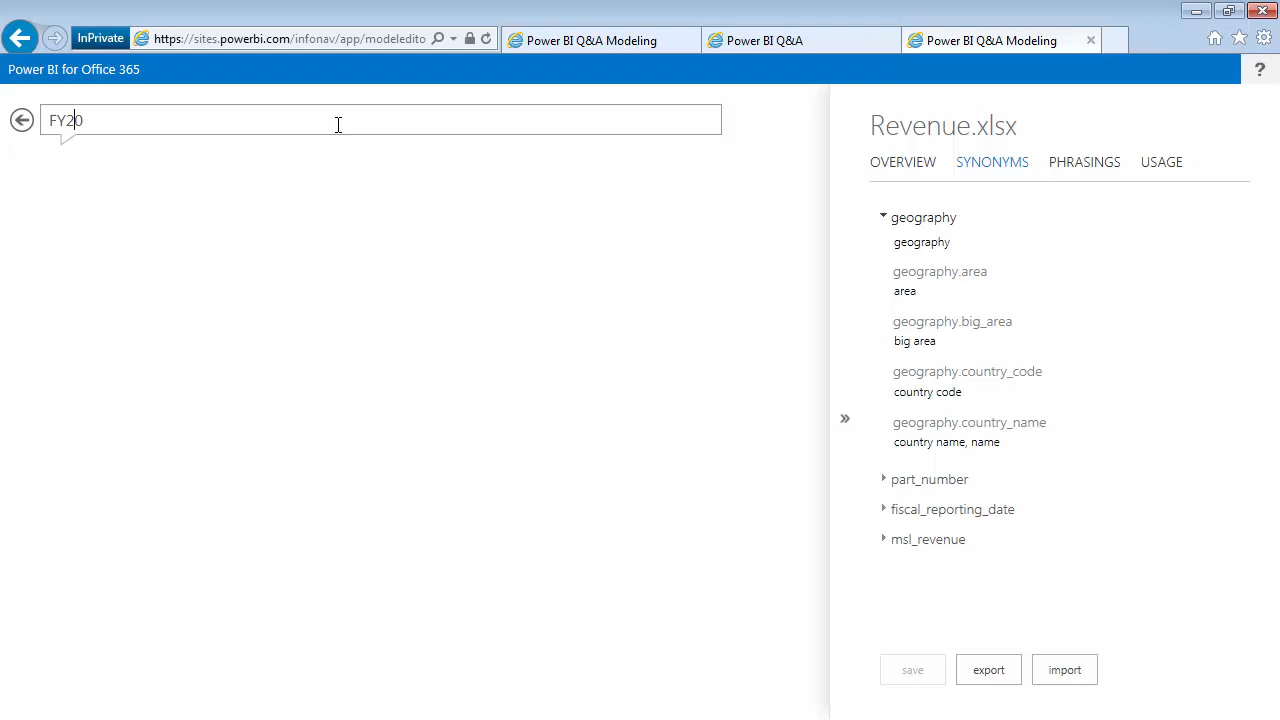 InPrivate https://sites.powerbi.com/infonav/app/modeledito Power BI Q&A Modeling Power BI Q&A Power BI Q&A Modeling
Power BI for Office 365 ?
FY20
Revenue.xlsx
OVERVIEW SYNONYMS PHRASINGS USAGE
geography
geography
geography.area
area
geography.big_area
big area
geography.country_code
country code
geography.country_name
country name, name
part_number
fiscal_reporting_date
msl_revenue
save export import